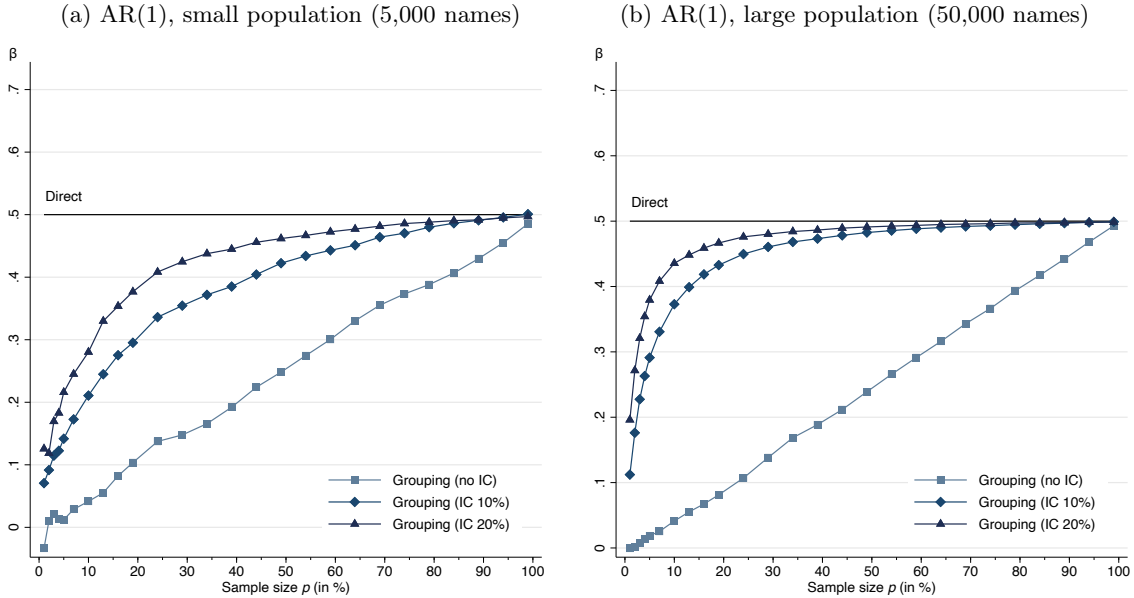 (a) AR(1), small population (5,000 names)
β
.7
.6
.5
.4
.3
.2
.1
0
Direct
Grouping (no IC)
Grouping (IC 10%)
Grouping (IC 20%)
0 10 20 30 40 50 60 70 80 90 100
Sample size p (in %)
(b) AR(1), large population (50,000 names)
β
.7
.6
.5
.4
.3
.2
.1
0
Direct
Grouping (no IC)
Grouping (IC 10%)
Grouping (IC 20%)
0 10 20 30 40 50 60 70 80 90 100
Sample size p (in %)